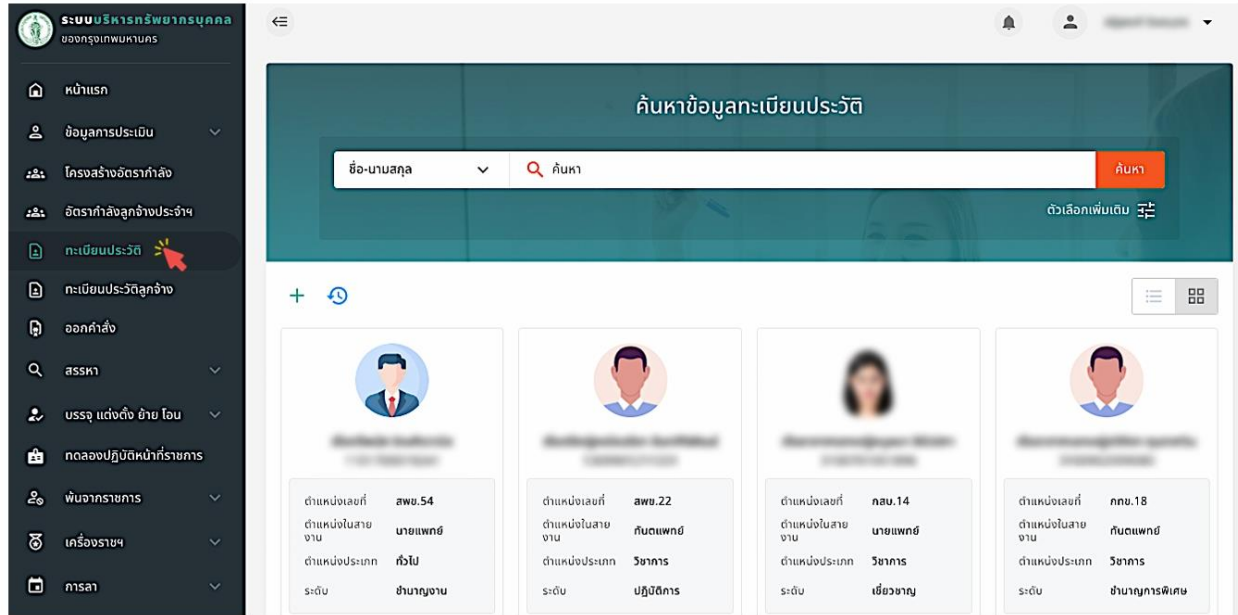 ระบบบริหารทรัพยากรบุคคล
ของกรุงเทพมหานคร
หน้าแรก
ข้อมูลการประเมิน
โครงสร้างอัตรากำลัง
อัตรากำลังลูกจ้างประจำฯ
ทะเบียนประวัติ
ทะเบียนประวัติลูกจ้าง
ออกคำสั่ง
สรรหา
บรรจุ แต่งตั้ง ย้าย โอน
ทดลองปฏิบัติหน้าที่ราชการ
พ้นจากราชการ
เครื่องราชฯ
การลา
ค้นหาข้อมูลทะเบียนประวัติ
ชื่อ-นามสกุล
ค้นหา
ค้นหา
ตัวเลือกเพิ่มเติม
ตำแหน่งเลขที่ สพข.54
ตำแหน่งในสาย
งาน นายแพทย์
ตำแหน่งประเภท ทั่วไป
ระดับ ชำนาญงาน
ตำแหน่งเลขที่ สพข.22
ตำแหน่งในสาย
งาน ทันตแพทย์
ตำแหน่งประเภท วิชาการ
ระดับ ปฏิบัติการ
ตำแหน่งเลขที่ กสบ.14
ตำแหน่งในสาย
งาน นายแพทย์
ตำแหน่งประเภท วิชาการ
ระดับ เชี่ยวชาญ
ตำแหน่งเลขที่ กทข.18
ตำแหน่งในสาย
งาน ทันตแพทย์
ตำแหน่งประเภท วิชาการ
ระดับ ชำนาญการพิเศษ